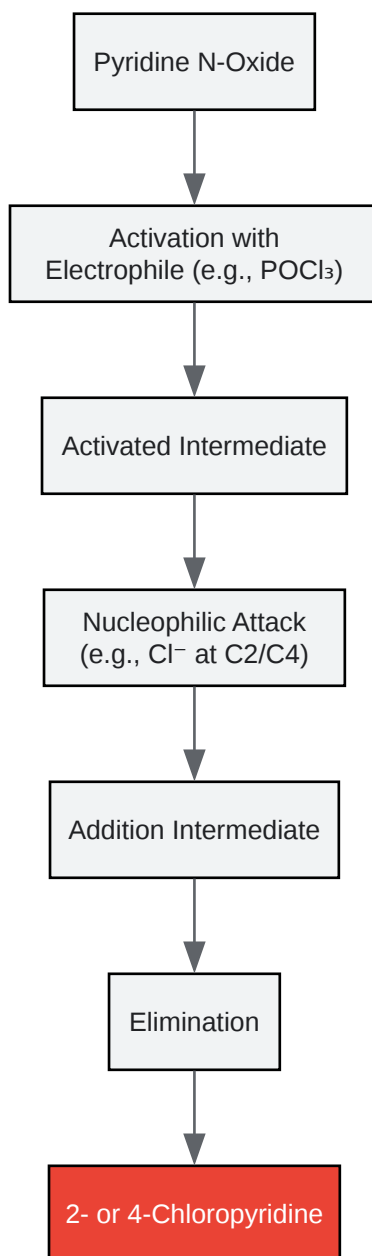 Pyridine N-Oxide
Activation with
Electrophile (e.g., POCl₃)
Activated Intermediate
Nucleophilic Attack
(e.g., Cl⁻ at C2/C4)
Addition Intermediate
Elimination
2- or 4-Chloropyridine